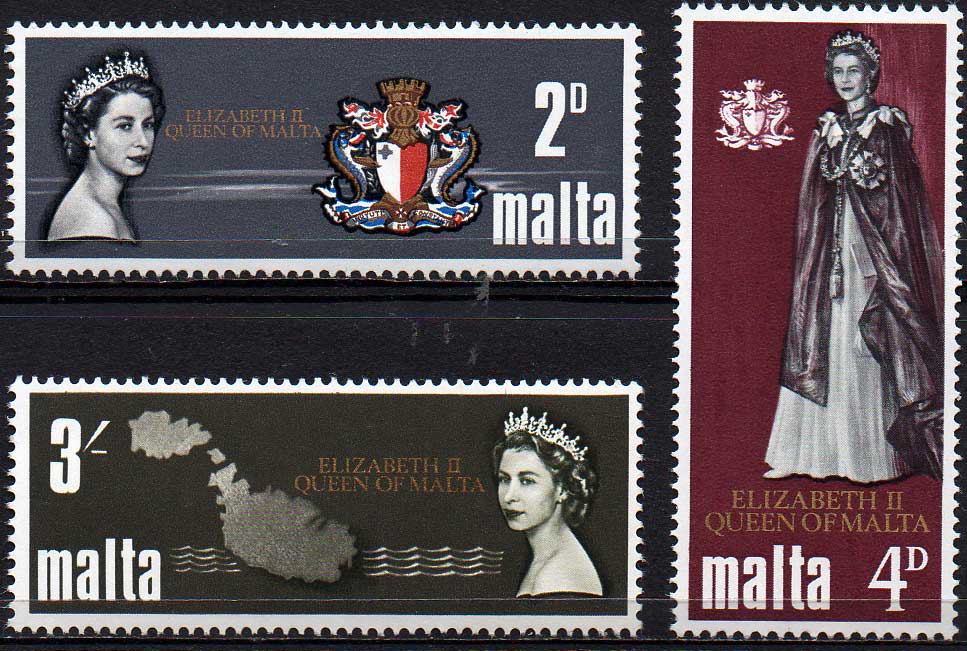 ELIZABETH II
QUEEN OF MALTA
2D
malta
3/-
ELIZABETH II
QUEEN OF MALTA
malta
ELIZABETH II
QUEEN OF MALTA
malta 4D